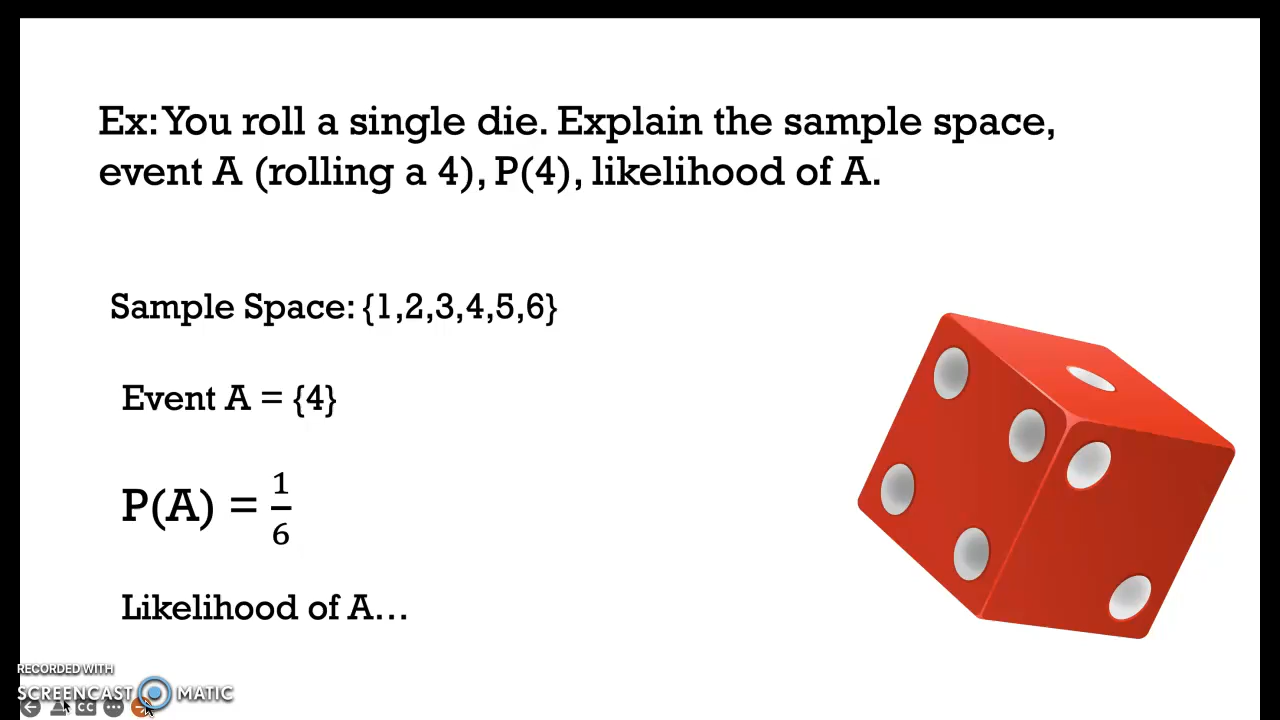 Ex: You roll a single die. Explain the sample space,
event A (rolling a 4), P(4), likelihood of A.
Sample Space: {1,2,3,4,5,6}
Event A = {4}
P(A) = 1/6
Likelihood of A...
RECORDED WITH
SCREENCAST MATIC
CC